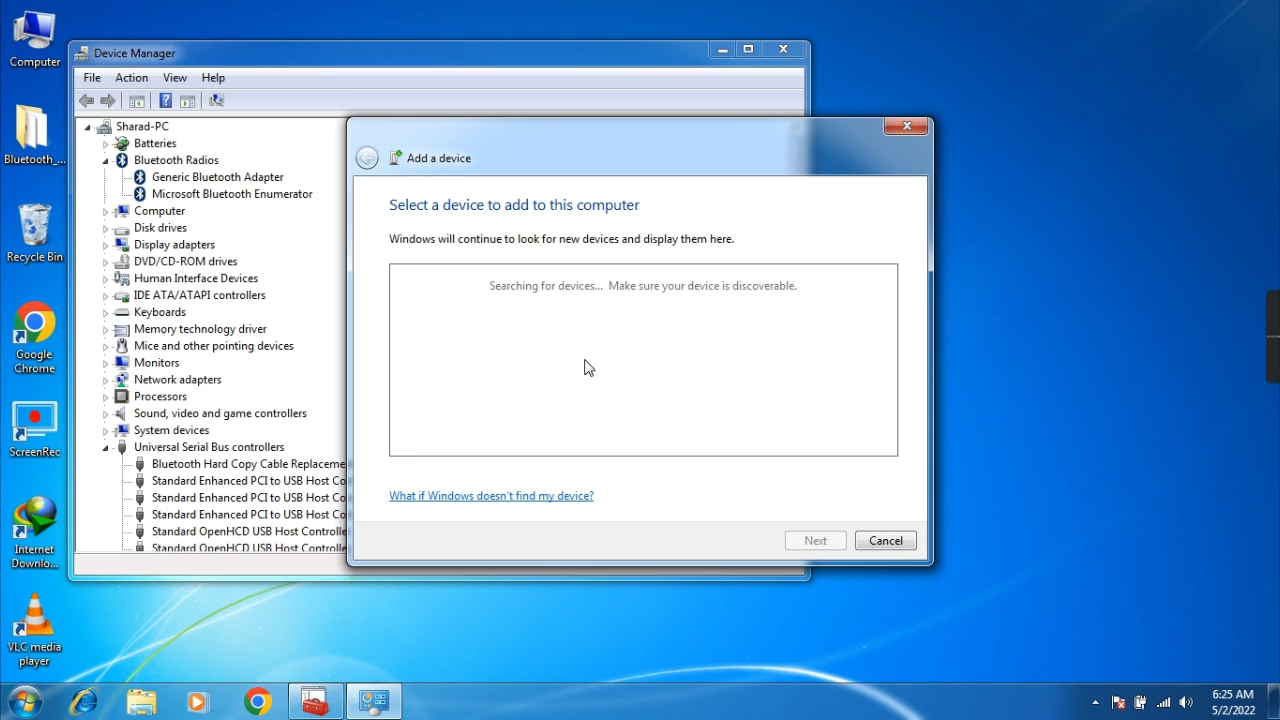 Computer
Bluetooth_...
Recycle Bin
Google
Chrome
ScreenRec
Internet
Downlo...
VLC media
player
Device Manager
File Action View Help
Sharad-PC
Batteries
Bluetooth Radios
Generic Bluetooth Adapter
Microsoft Bluetooth Enumerator
Computer
Disk drives
Display adapters
DVD/CD-ROM drives
Human Interface Devices
IDE ATA/ATAPI controllers
Keyboards
Memory technology driver
Mice and other pointing devices
Monitors
Network adapters
Processors
Sound, video and game controllers
System devices
Universal Serial Bus controllers
Bluetooth Hard Copy Cable Replaceme
Standard Enhanced PCI to USB Host Co
Standard Enhanced PCI to USB Host Co
Standard Enhanced PCI to USB Host Co
Standard OpenHCD USB Host Controlle
Standard OpenHCD USB Host Controlle
Add a device
Select a device to add to this computer
Windows will continue to look for new devices and display them here.
Searching for devices... Make sure your device is discoverable.
What if Windows doesn't find my device?
Next Cancel
6:25 AM
5/2/2022